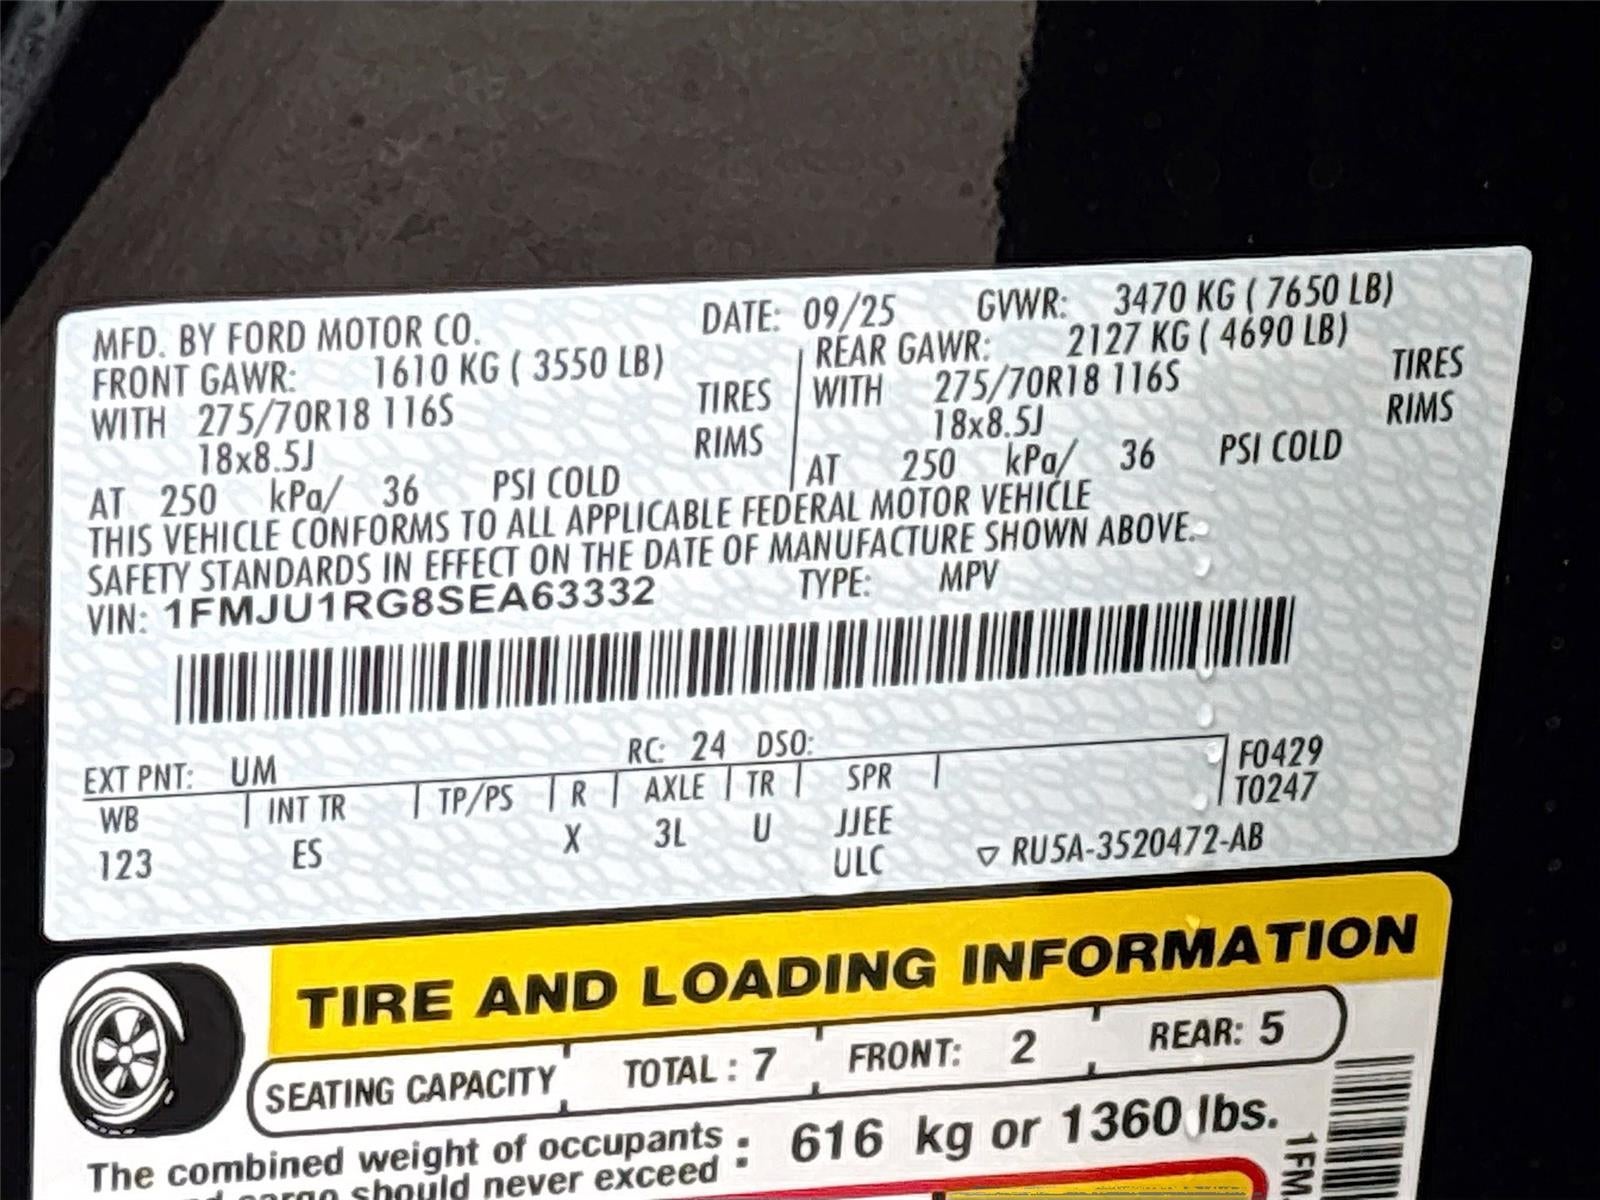 MFD. BY FORD MOTOR CO. DATE: 09/25 GVWR: 3470 KG ( 7650 LB)
FRONT GAWR: 1610 KG ( 3550 LB) REAR GAWR: 2127 KG ( 4690 LB)
WITH 275/70R18 116S TIRES WITH 275/70R18 116S TIRES
18x8.5J RIMS 18x8.5J RIMS
AT 250 kPa/ 36 PSI COLD AT 250 kPa/ 36 PSI COLD
THIS VEHICLE CONFORMS TO ALL APPLICABLE FEDERAL MOTOR VEHICLE
SAFETY STANDARDS IN EFFECT ON THE DATE OF MANUFACTURE SHOWN ABOVE.
VIN: 1FMJU1RG8SEA63332 TYPE: MPV
EXT PNT: UM RC: 24 DSO: F0429
WB INT TR TP/PS R AXLE TR SPR T0247
123 ES X 3L U JJEE
ULC RU5A-3520472-AB
TIRE AND LOADING INFORMATION
SEATING CAPACITY TOTAL : 7 FRONT: 2 REAR: 5
The combined weight of occupants : 616 kg or 1360 lbs.
cargo should never exceed
1FM